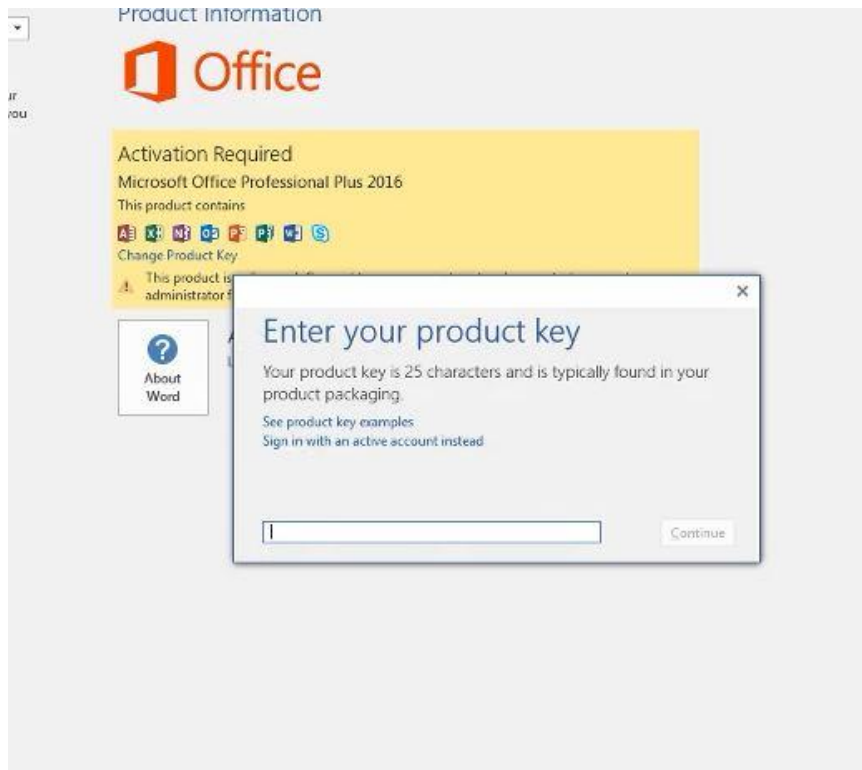 Product Information
Office
ur
you
Activation Required
Microsoft Office Professional Plus 2016
This product contains
Change Product Key
This product is
administrator
About
Word
Enter your product key
Your product key is 25 characters and is typically found in your
product packaging.
See product key examples
Sign in with an active account instead
Continue